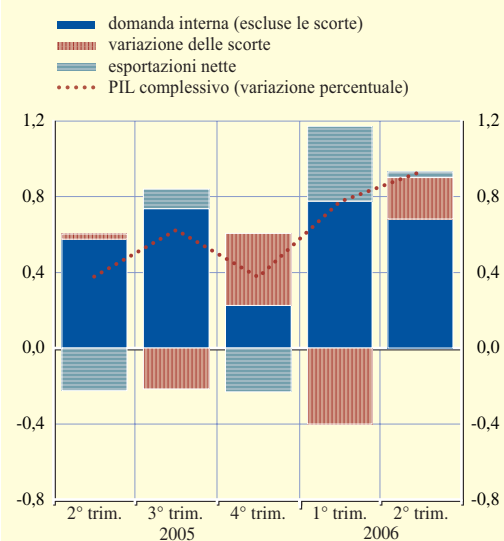 domanda interna (escluse le scorte)
variazione delle scorte
esportazioni nette
PIL complessivo (variazione percentuale)
1,2 1,2
0,8 0,8
0,4 0,4
0,0 0,0
-0,4 -0,4
-0,8 -0,8
2° trim. 3° trim. 4° trim. 1° trim. 2° trim.
2005 2006